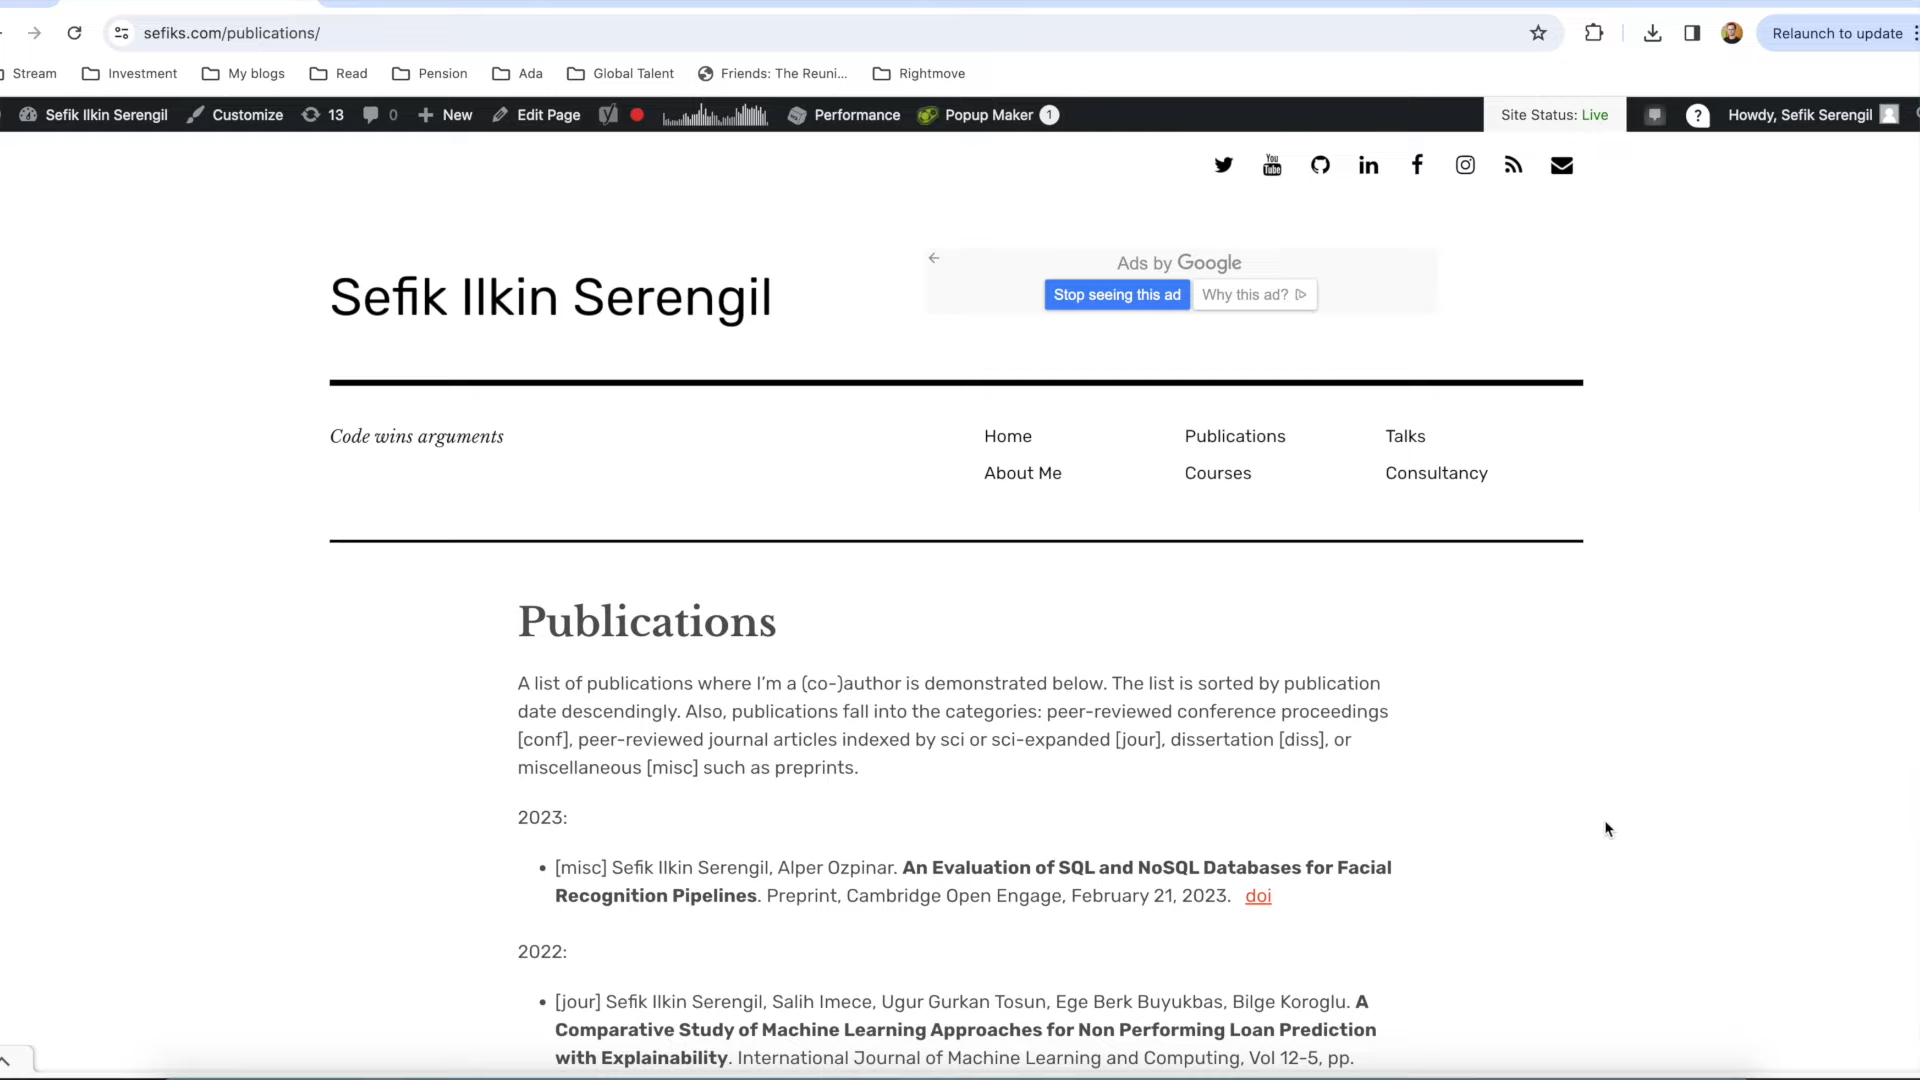 sefiks.com/publications/
Relaunch to update
Stream Investment My blogs Read Pension Ada Global Talent Friends: The Reuni... Rightmove
Sefik Ilkin Serengil Customize 13 0 New Edit Page Performance Popup Maker 1 Site Status: Live ? Howdy, Sefik Serengil
You Tube
Ads by Google
Sefik Ilkin Serengil
Stop seeing this ad Why this ad?
Code wins arguments
Home Publications Talks
About Me Courses Consultancy
Publications
A list of publications where I’m a (co-)author is demonstrated below. The list is sorted by publication
date descendingly. Also, publications fall into the categories: peer-reviewed conference proceedings
[conf], peer-reviewed journal articles indexed by sci or sci-expanded [jour], dissertation [diss], or
miscellaneous [misc] such as preprints.
2023:
• [misc] Sefik Ilkin Serengil, Alper Ozpinar. An Evaluation of SQL and NoSQL Databases for Facial
Recognition Pipelines. Preprint, Cambridge Open Engage, February 21, 2023. doi
2022:
• [jour] Sefik Ilkin Serengil, Salih Imece, Ugur Gurkan Tosun, Ege Berk Buyukbas, Bilge Koroglu. A
Comparative Study of Machine Learning Approaches for Non Performing Loan Prediction
with Explainability. International Journal of Machine Learning and Computing, Vol 12-5, pp.